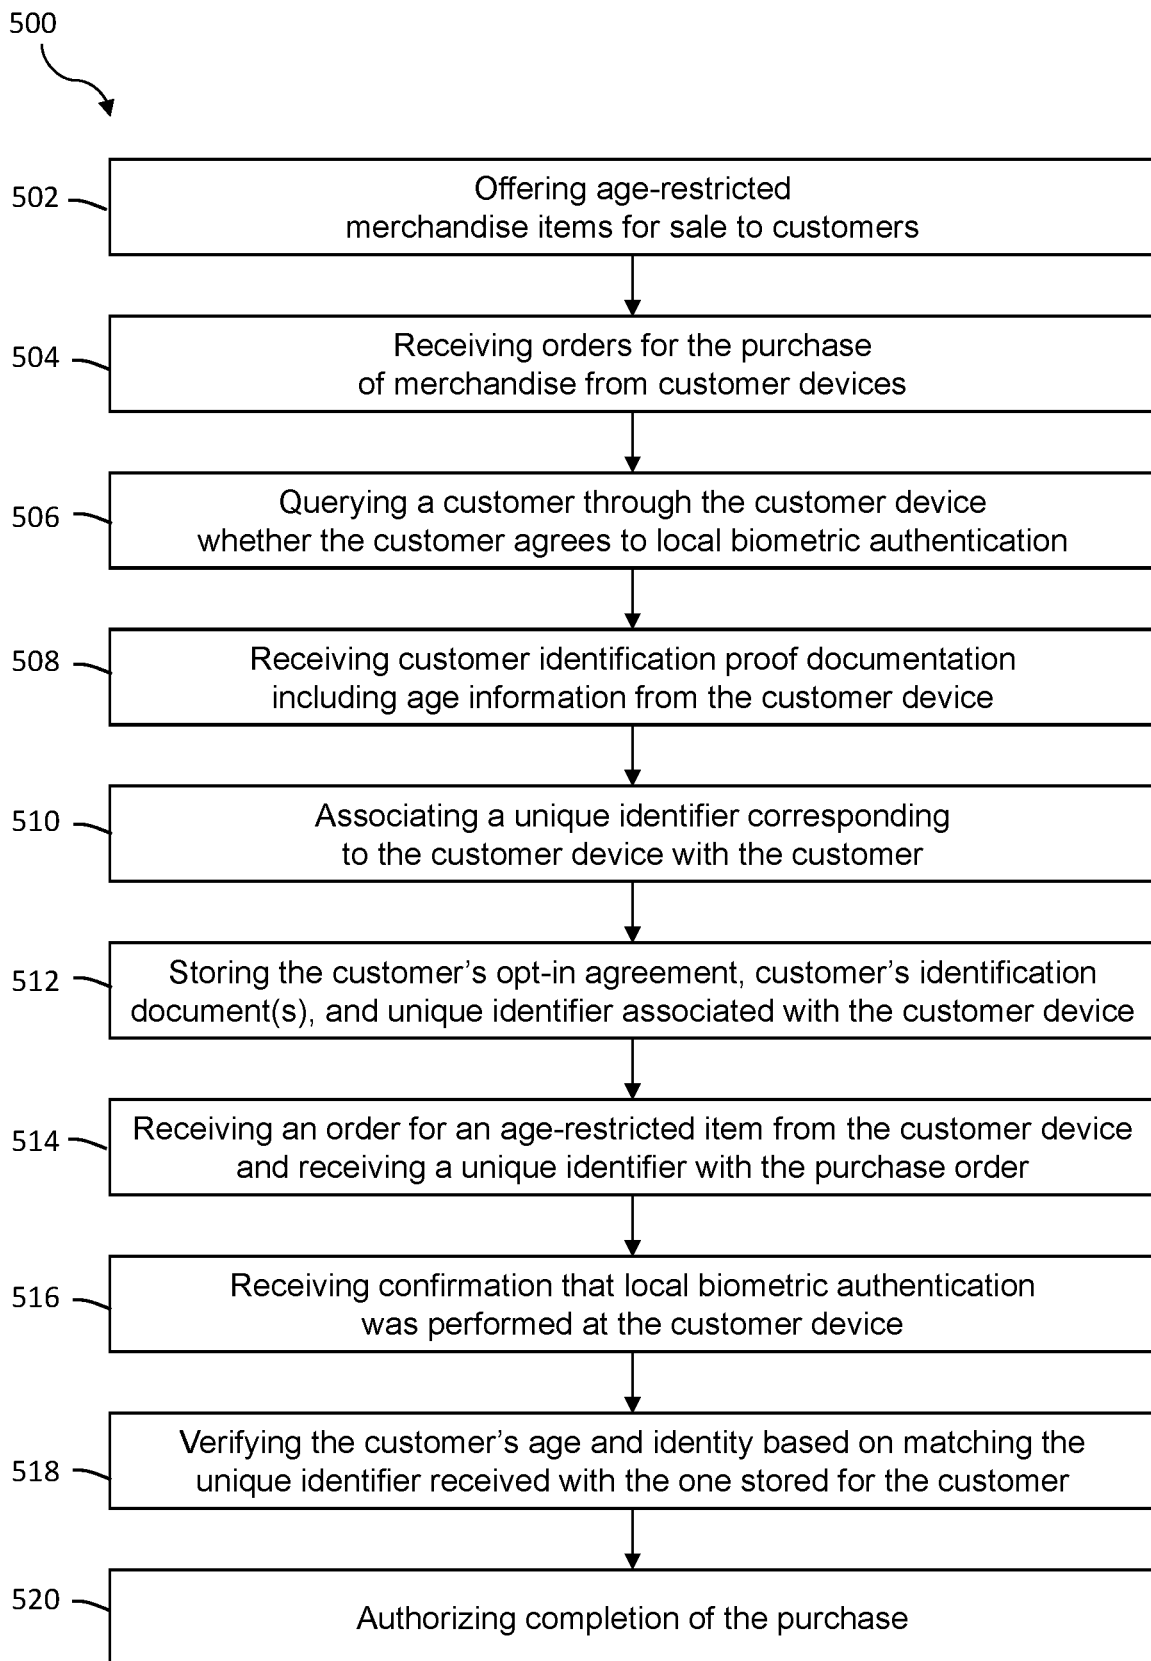 500
502
Offering age-restricted
merchandise items for sale to customers
504
Receiving orders for the purchase
of merchandise from customer devices
506
Querying a customer through the customer device
whether the customer agrees to local biometric authentication
508
Receiving customer identification proof documentation
including age information from the customer device
510
Associating a unique identifier corresponding
to the customer device with the customer
512
Storing the customer’s opt-in agreement, customer’s identification
document(s), and unique identifier associated with the customer device
514
Receiving an order for an age-restricted item from the customer device
and receiving a unique identifier with the purchase order
516
Receiving confirmation that local biometric authentication
was performed at the customer device
518
Verifying the customer’s age and identity based on matching the
unique identifier received with the one stored for the customer
520
Authorizing completion of the purchase